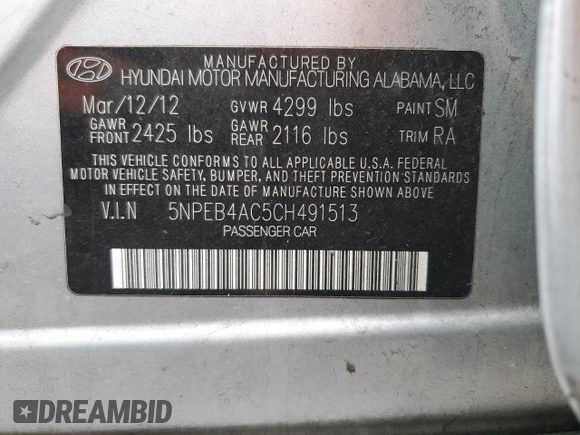 MANUFACTURED BY
HYUNDAI MOTOR MANUFACTURING ALABAMA, LLC
Mar/12/12 GVWR 4299 lbs PAINT SM
GAWR FRONT 2425 lbs GAWR REAR 2116 lbs TRIM RA
THIS VEHICLE CONFORMS TO ALL APPLICABLE U.S.A. FEDERAL
MOTOR VEHICLE SAFETY, BUMPER, AND THEFT PREVENTION STANDARDS
IN EFFECT ON THE DATE OF MANUFACTURE SHOWN ABOVE
V.I.N 5NPEB4AC5CH491513
PASSENGER CAR
DREAMBID